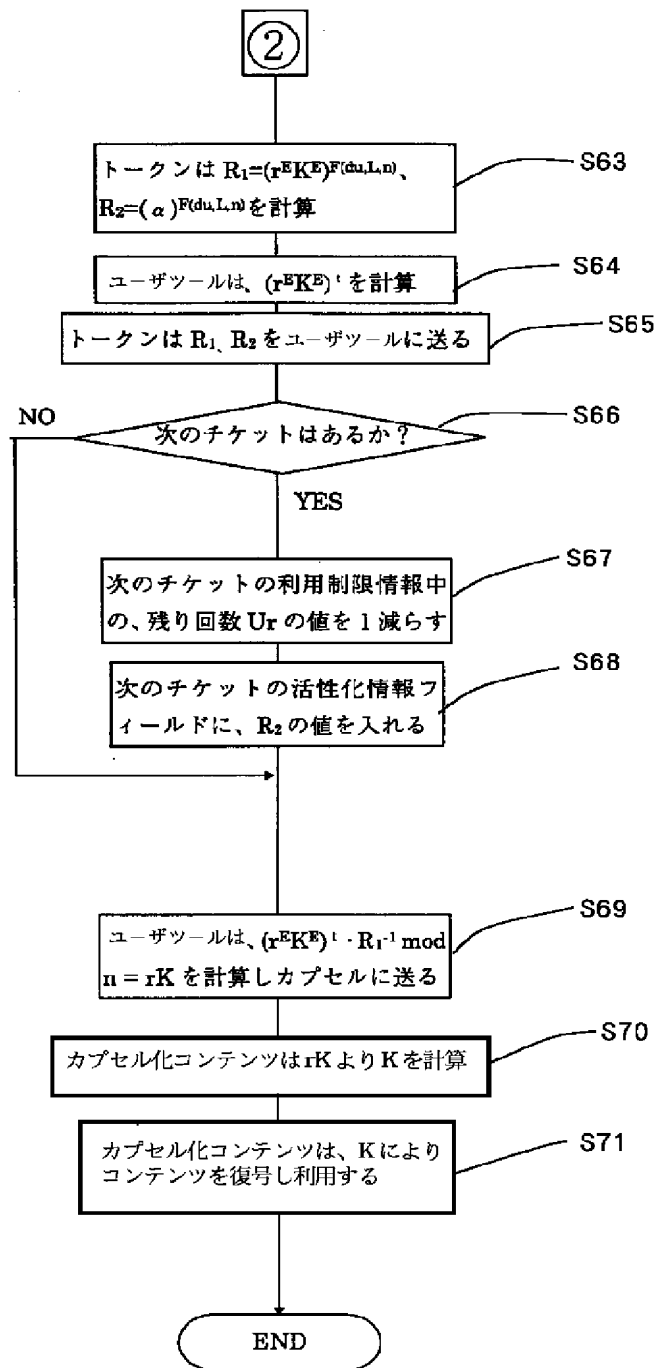 ②
トークンは R₁=(rᴱKᴱ)^F(du,L,n)、
R₂=(α)^F(du,L,n)を計算
S63
ユーザツールは、(rᴱKᴱ)ᵗ を計算
S64
トークンは R₁、R₂をユーザツールに送る
S65
NO
次のチケットはあるか？
S66
YES
次のチケットの利用制限情報中
の、残り回数 Ur の値を 1 減らす
S67
次のチケットの活性化情報フ
ィールドに、R₂の値を入れる
S68
ユーザツールは、(rᴱKᴱ)ᵗ・R₁⁻¹ mod
n = rK を計算しカプセルに送る
S69
カプセル化コンテンツは rK より K を計算
S70
カプセル化コンテンツは、K により
コンテンツを復号し利用する
S71
END